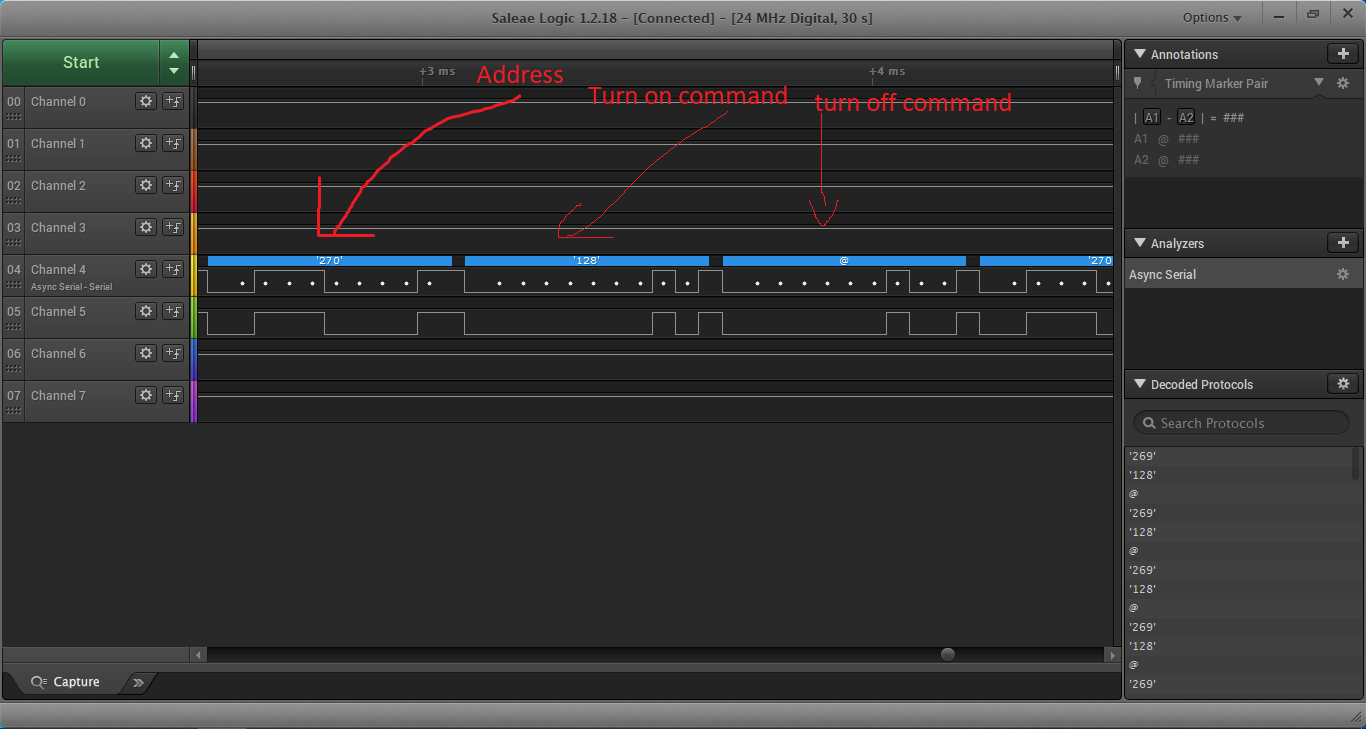 Saleae Logic 1.2.18 - [Connected] - [24 MHz Digital, 30 s]
Options
Start
+3 ms
+4 ms
Address
Turn on command
turn off command
00 Channel 0
01 Channel 1
02 Channel 2
03 Channel 3
04 Channel 4
Async Serial - Serial
'270'
'128'
@
'270
05 Channel 5
06 Channel 6
07 Channel 7
Capture
Annotations
Timing Marker Pair
| A1 - A2 | = ###
A1 @ ###
A2 @ ###
Analyzers
Async Serial
Decoded Protocols
Search Protocols
'269'
'128'
@
'269'
'128'
@
'269'
'128'
@
'269'
'128'
@
'269'